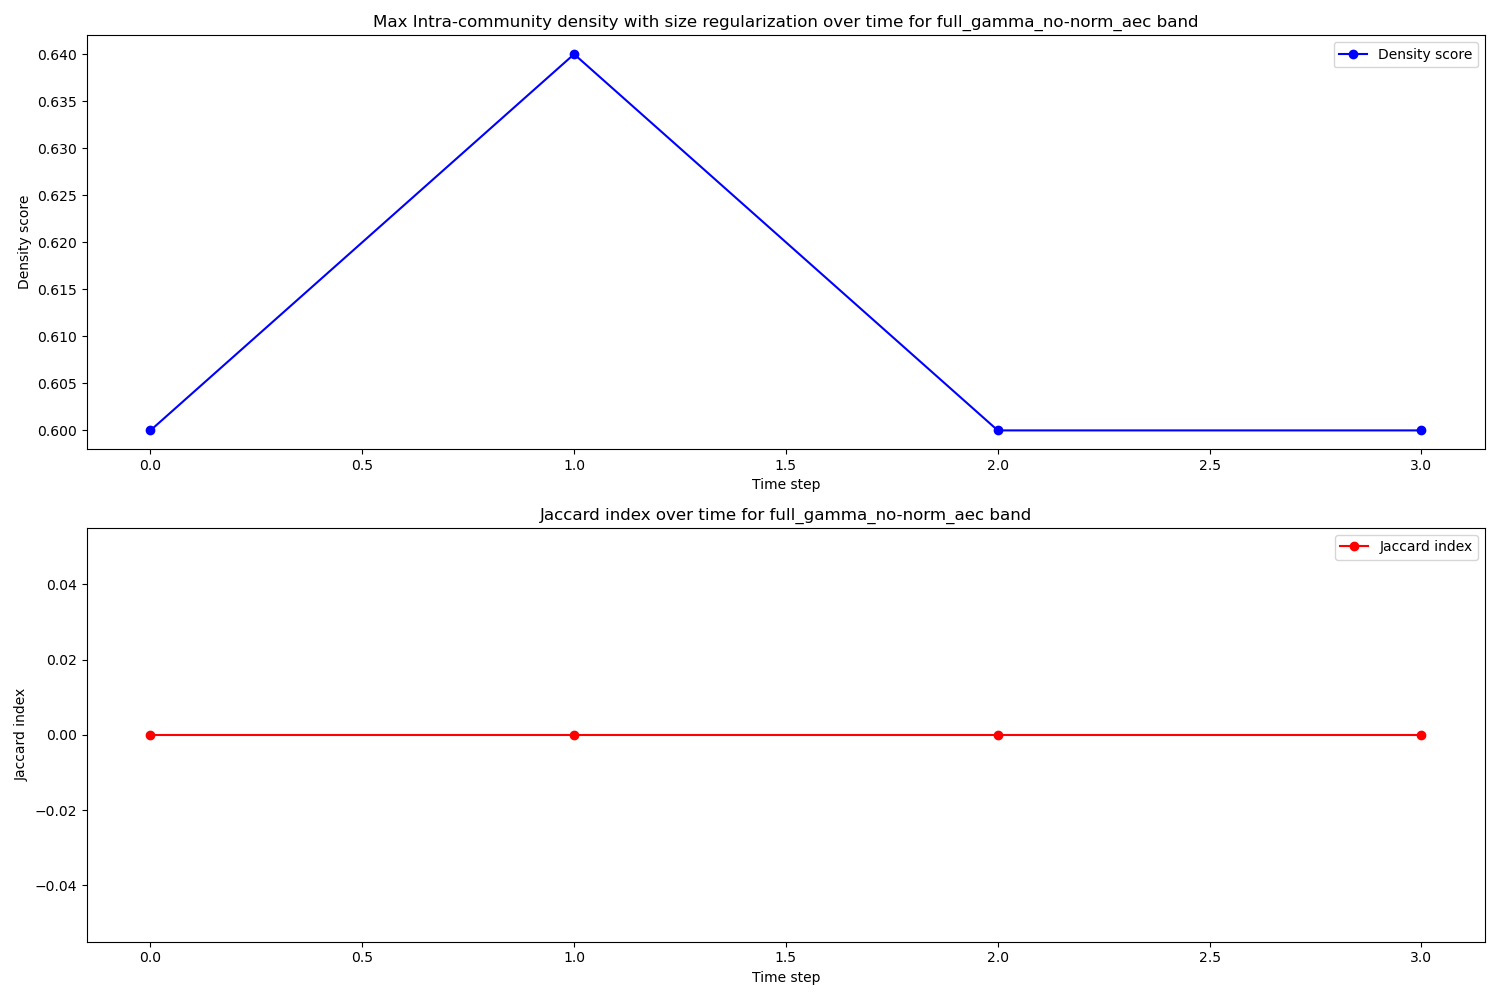 Max Intra-community density with size regularization over time for full_gamma_no-norm_aec band
Density score
0.640
0.635
0.630
0.625
0.620
0.615
0.610
0.605
0.600
Density score
0.0 0.5 1.0 1.5 2.0 2.5 3.0
Time step
Jaccard index over time for full_gamma_no-norm_aec band
Jaccard index
0.04
0.02
0.00
−0.02
−0.04
Jaccard index
0.0 0.5 1.0 1.5 2.0 2.5 3.0
Time step